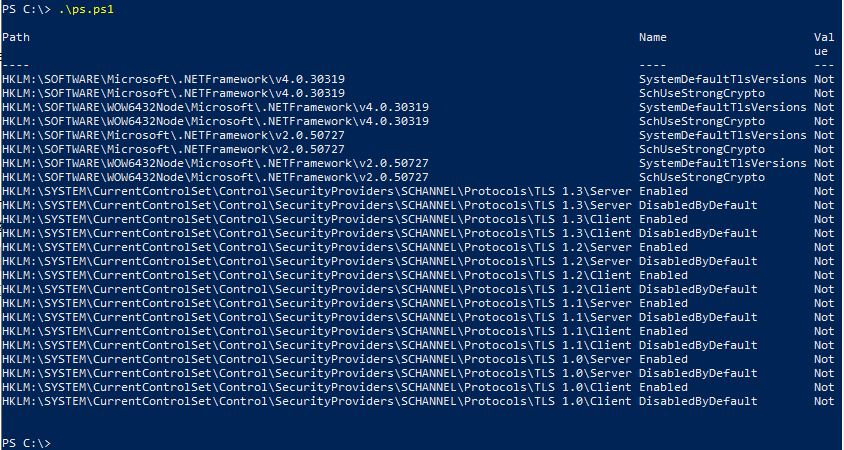 PS C:\> .\ps.ps1
Path Name Val
ue
---- ---- ---
HKLM:\SOFTWARE\Microsoft\.NETFramework\v4.0.30319 SystemDefaultTlsVersions Not
HKLM:\SOFTWARE\Microsoft\.NETFramework\v4.0.30319 SchUseStrongCrypto Not
HKLM:\SOFTWARE\WOW6432Node\Microsoft\.NETFramework\v4.0.30319 SystemDefaultTlsVersions Not
HKLM:\SOFTWARE\WOW6432Node\Microsoft\.NETFramework\v4.0.30319 SchUseStrongCrypto Not
HKLM:\SOFTWARE\Microsoft\.NETFramework\v2.0.50727 SystemDefaultTlsVersions Not
HKLM:\SOFTWARE\Microsoft\.NETFramework\v2.0.50727 SchUseStrongCrypto Not
HKLM:\SOFTWARE\WOW6432Node\Microsoft\.NETFramework\v2.0.50727 SystemDefaultTlsVersions Not
HKLM:\SOFTWARE\WOW6432Node\Microsoft\.NETFramework\v2.0.50727 SchUseStrongCrypto Not
HKLM:\SYSTEM\CurrentControlSet\Control\SecurityProviders\SCHANNEL\Protocols\TLS 1.3\Server Enabled Not
HKLM:\SYSTEM\CurrentControlSet\Control\SecurityProviders\SCHANNEL\Protocols\TLS 1.3\Server DisabledByDefault Not
HKLM:\SYSTEM\CurrentControlSet\Control\SecurityProviders\SCHANNEL\Protocols\TLS 1.3\Client Enabled Not
HKLM:\SYSTEM\CurrentControlSet\Control\SecurityProviders\SCHANNEL\Protocols\TLS 1.3\Client DisabledByDefault Not
HKLM:\SYSTEM\CurrentControlSet\Control\SecurityProviders\SCHANNEL\Protocols\TLS 1.2\Server Enabled Not
HKLM:\SYSTEM\CurrentControlSet\Control\SecurityProviders\SCHANNEL\Protocols\TLS 1.2\Server DisabledByDefault Not
HKLM:\SYSTEM\CurrentControlSet\Control\SecurityProviders\SCHANNEL\Protocols\TLS 1.2\Client Enabled Not
HKLM:\SYSTEM\CurrentControlSet\Control\SecurityProviders\SCHANNEL\Protocols\TLS 1.2\Client DisabledByDefault Not
HKLM:\SYSTEM\CurrentControlSet\Control\SecurityProviders\SCHANNEL\Protocols\TLS 1.1\Server Enabled Not
HKLM:\SYSTEM\CurrentControlSet\Control\SecurityProviders\SCHANNEL\Protocols\TLS 1.1\Server DisabledByDefault Not
HKLM:\SYSTEM\CurrentControlSet\Control\SecurityProviders\SCHANNEL\Protocols\TLS 1.1\Client Enabled Not
HKLM:\SYSTEM\CurrentControlSet\Control\SecurityProviders\SCHANNEL\Protocols\TLS 1.1\Client DisabledByDefault Not
HKLM:\SYSTEM\CurrentControlSet\Control\SecurityProviders\SCHANNEL\Protocols\TLS 1.0\Server Enabled Not
HKLM:\SYSTEM\CurrentControlSet\Control\SecurityProviders\SCHANNEL\Protocols\TLS 1.0\Server DisabledByDefault Not
HKLM:\SYSTEM\CurrentControlSet\Control\SecurityProviders\SCHANNEL\Protocols\TLS 1.0\Client Enabled Not
HKLM:\SYSTEM\CurrentControlSet\Control\SecurityProviders\SCHANNEL\Protocols\TLS 1.0\Client DisabledByDefault Not
PS C:\>